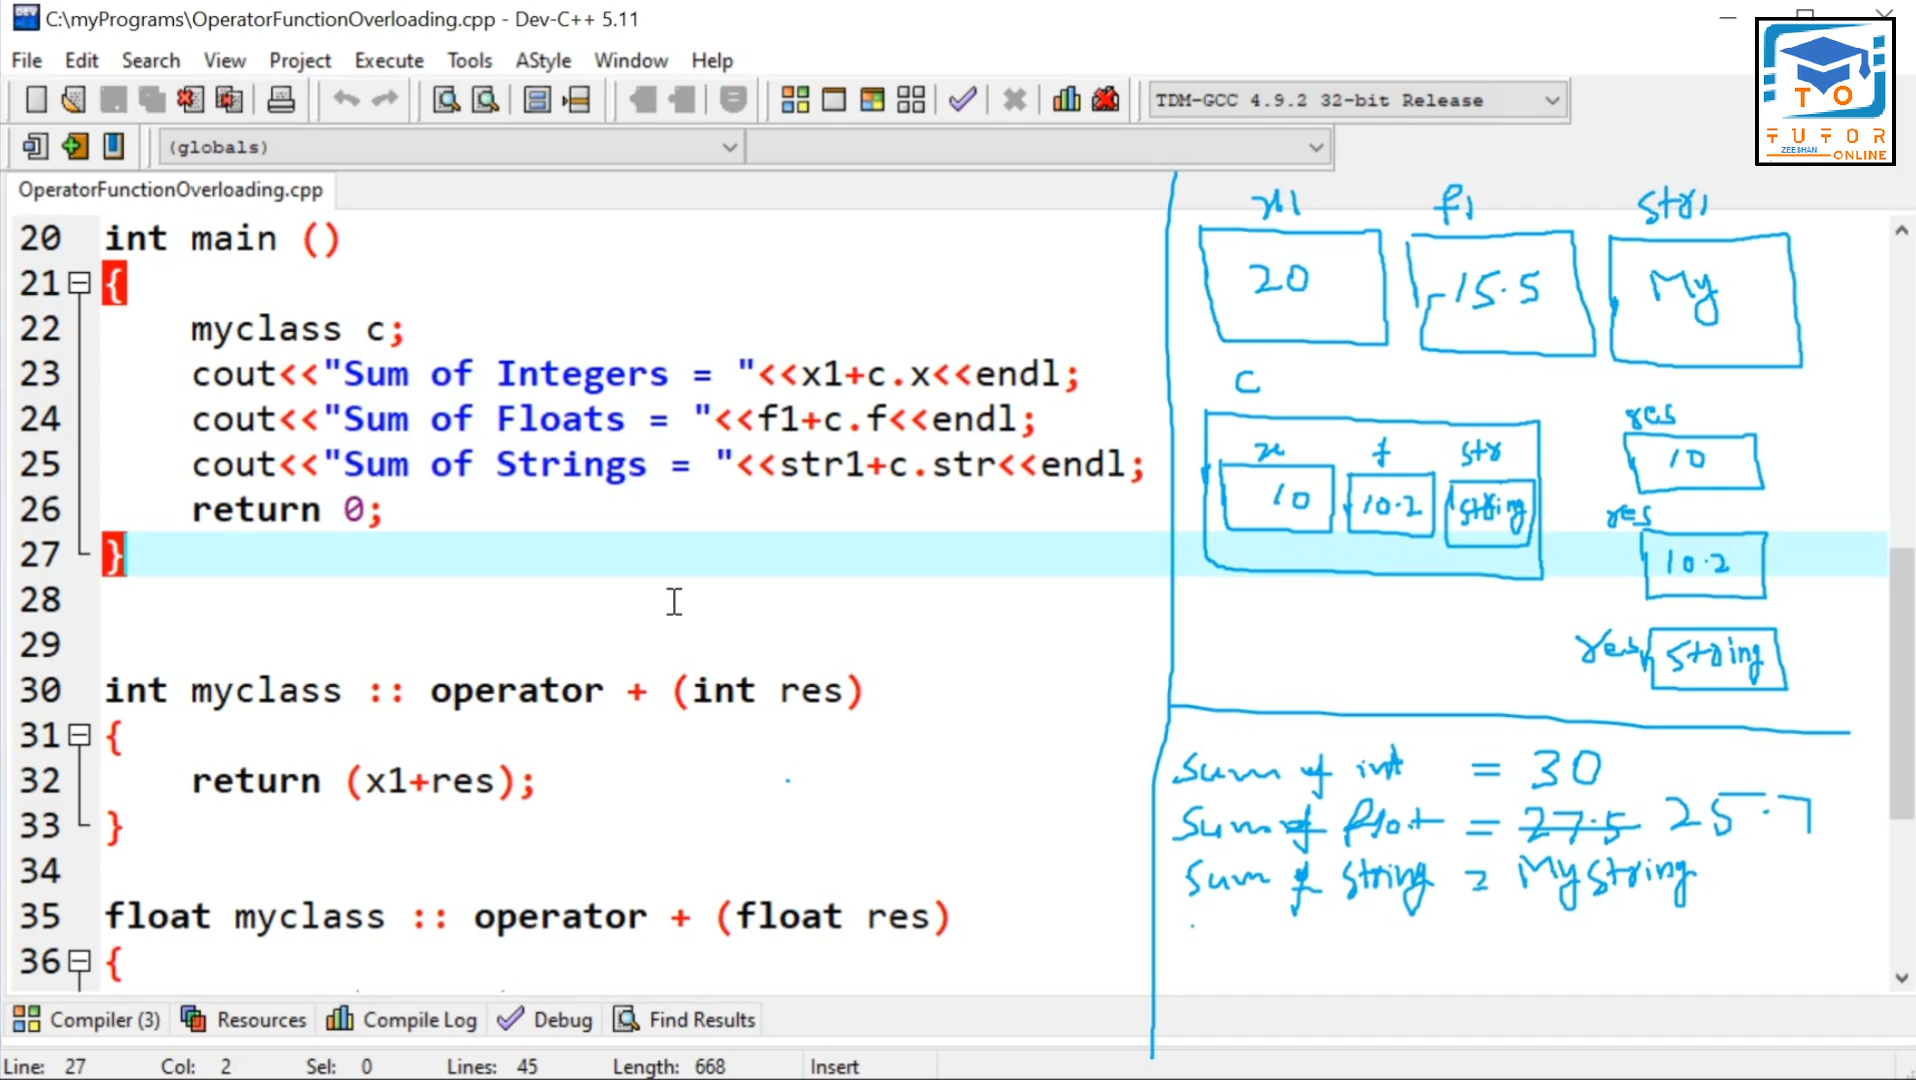 C:\myPrograms\OperatorFunctionOverloading.cpp - Dev-C++ 5.11
File Edit Search View Project Execute Tools AStyle Window Help
TDM-GCC 4.9.2 32-bit Release
(globals)
TO
TUTOR
ZEESHAN
ONLINE
OperatorFunctionOverloading.cpp
20 int main ()
21 {
22 myclass c;
23 cout<<"Sum of Integers = "<<x1+c.x<<endl;
24 cout<<"Sum of Floats = "<<f1+c.f<<endl;
25 cout<<"Sum of Strings = "<<str1+c.str<<endl;
26 return 0;
27 }
28
29
30 int myclass :: operator + (int res)
31 {
32 return (x1+res);
33 }
34
35 float myclass :: operator + (float res)
36 {
x1 f1 str1
20 15.5 My
C
x f str
10 10.2 string
res
10
res
10.2
res string
Sum of int = 30
Sum of float = 27.5 25.7
Sum of string = My string
Compiler (3) Resources Compile Log Debug Find Results
Line: 27 Col: 2 Sel: 0 Lines: 45 Length: 668 Insert